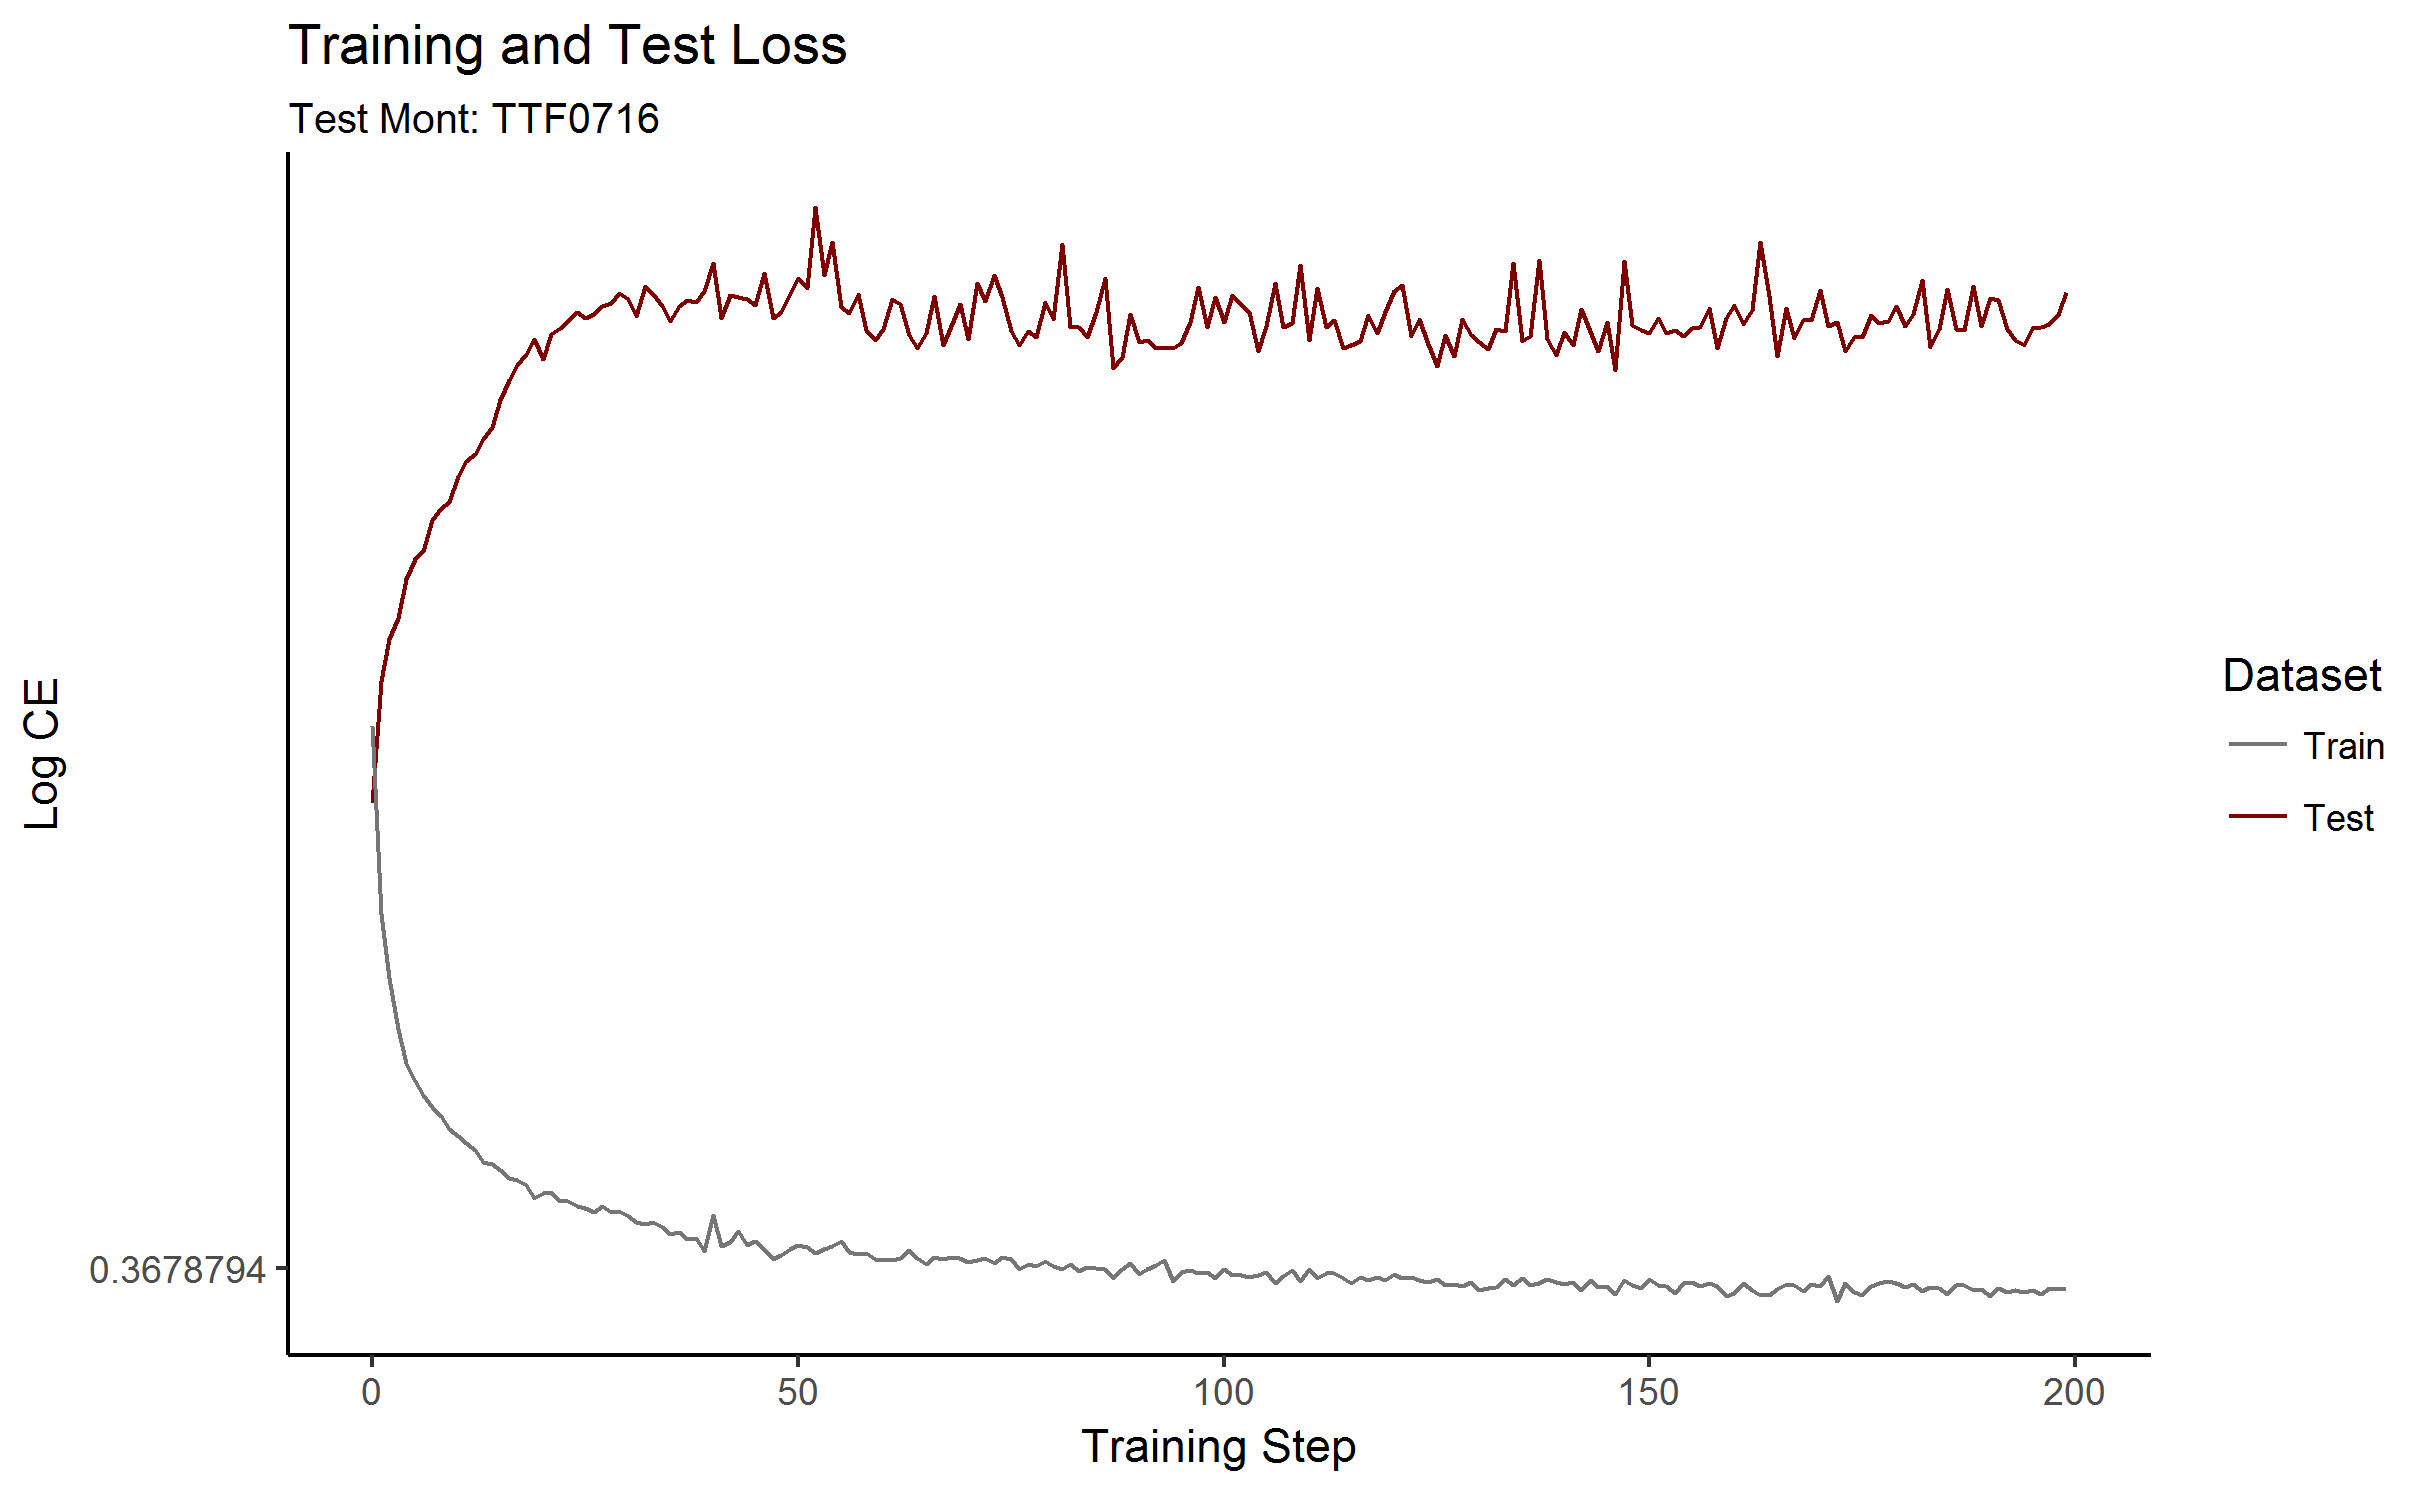 Training and Test Loss
Test Mont: TTF0716
Log CE
0.3678794
0
50
100
150
200
Training Step
Dataset
Train
Test